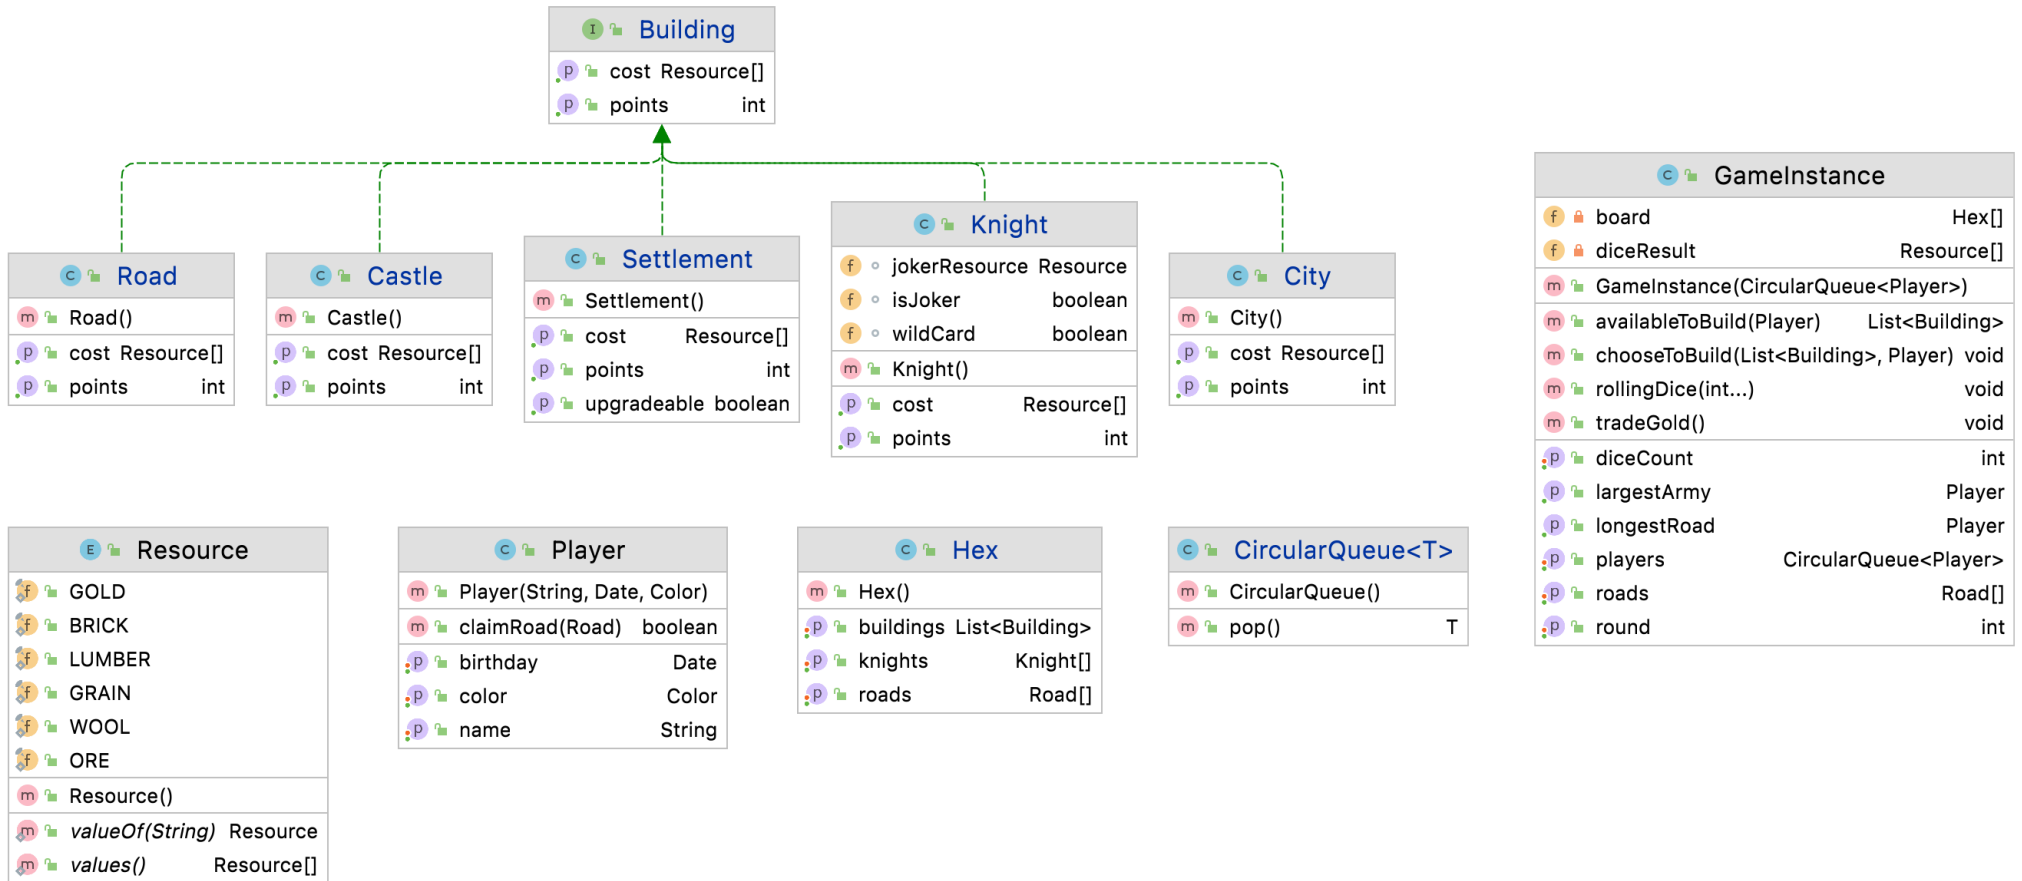 I Building
p cost Resource[]
p points int
C Road
m Road()
p cost Resource[]
p points int
C Castle
m Castle()
p cost Resource[]
p points int
C Settlement
m Settlement()
p cost Resource[]
p points int
p upgradeable boolean
C Knight
f jokerResource Resource
f isJoker boolean
f wildCard boolean
m Knight()
p cost Resource[]
p points int
C City
m City()
p cost Resource[]
p points int
C GameInstance
f board Hex[]
f diceResult Resource[]
m GameInstance(CircularQueue<Player>)
m availableToBuild(Player) List<Building>
m chooseToBuild(List<Building>, Player) void
m rollingDice(int...) void
m tradeGold() void
p diceCount int
p largestArmy Player
p longestRoad Player
p players CircularQueue<Player>
p roads Road[]
p round int
E Resource
f GOLD
f BRICK
f LUMBER
f GRAIN
f WOOL
f ORE
m Resource()
m valueOf(String) Resource
m values() Resource[]
C Player
m Player(String, Date, Color)
m claimRoad(Road) boolean
p birthday Date
p color Color
p name String
C Hex
m Hex()
p buildings List<Building>
p knights Knight[]
p roads Road[]
C CircularQueue<T>
m CircularQueue()
m pop() T